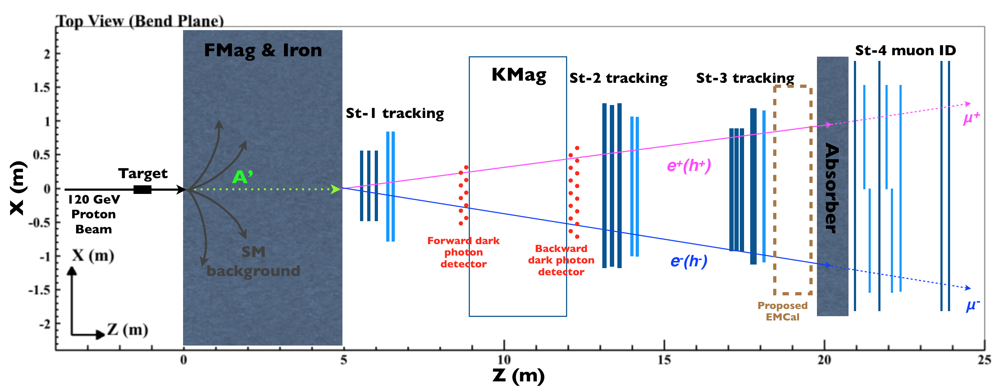 Top View (Bend Plane)
FMag & Iron
KMag
St-1 tracking
St-2 tracking
St-3 tracking
St-4 muon ID
Target
120 GeV
Proton
Beam
A’
SM
background
Forward dark
photon
detector
Backward
dark photon
detector
e+(h+)
e-(h-)
Proposed
EMCal
Absorber
μ+
μ-
X (m)
Z (m)
X (m)
2
1.5
1
0.5
0
-0.5
-1
-1.5
-2
0
5
10
15
20
25
Z (m)